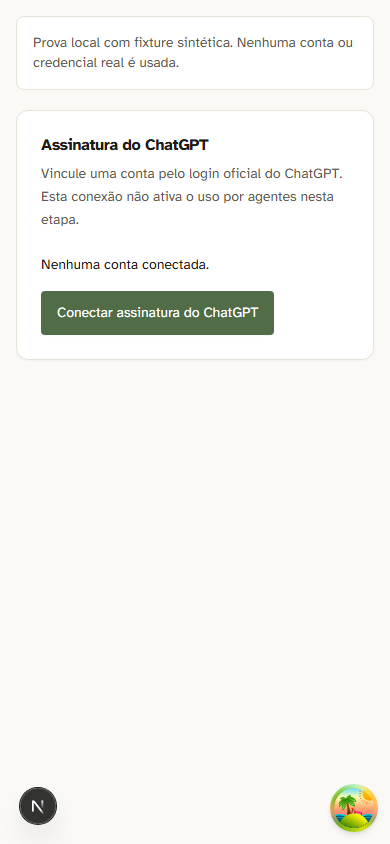 Prova local com fixture sintética. Nenhuma conta ou
credencial real é usada.
Assinatura do ChatGPT
Vincule uma conta pelo login oficial do ChatGPT.
Esta conexão não ativa o uso por agentes nesta
etapa.
Nenhuma conta conectada.
Conectar assinatura do ChatGPT
N